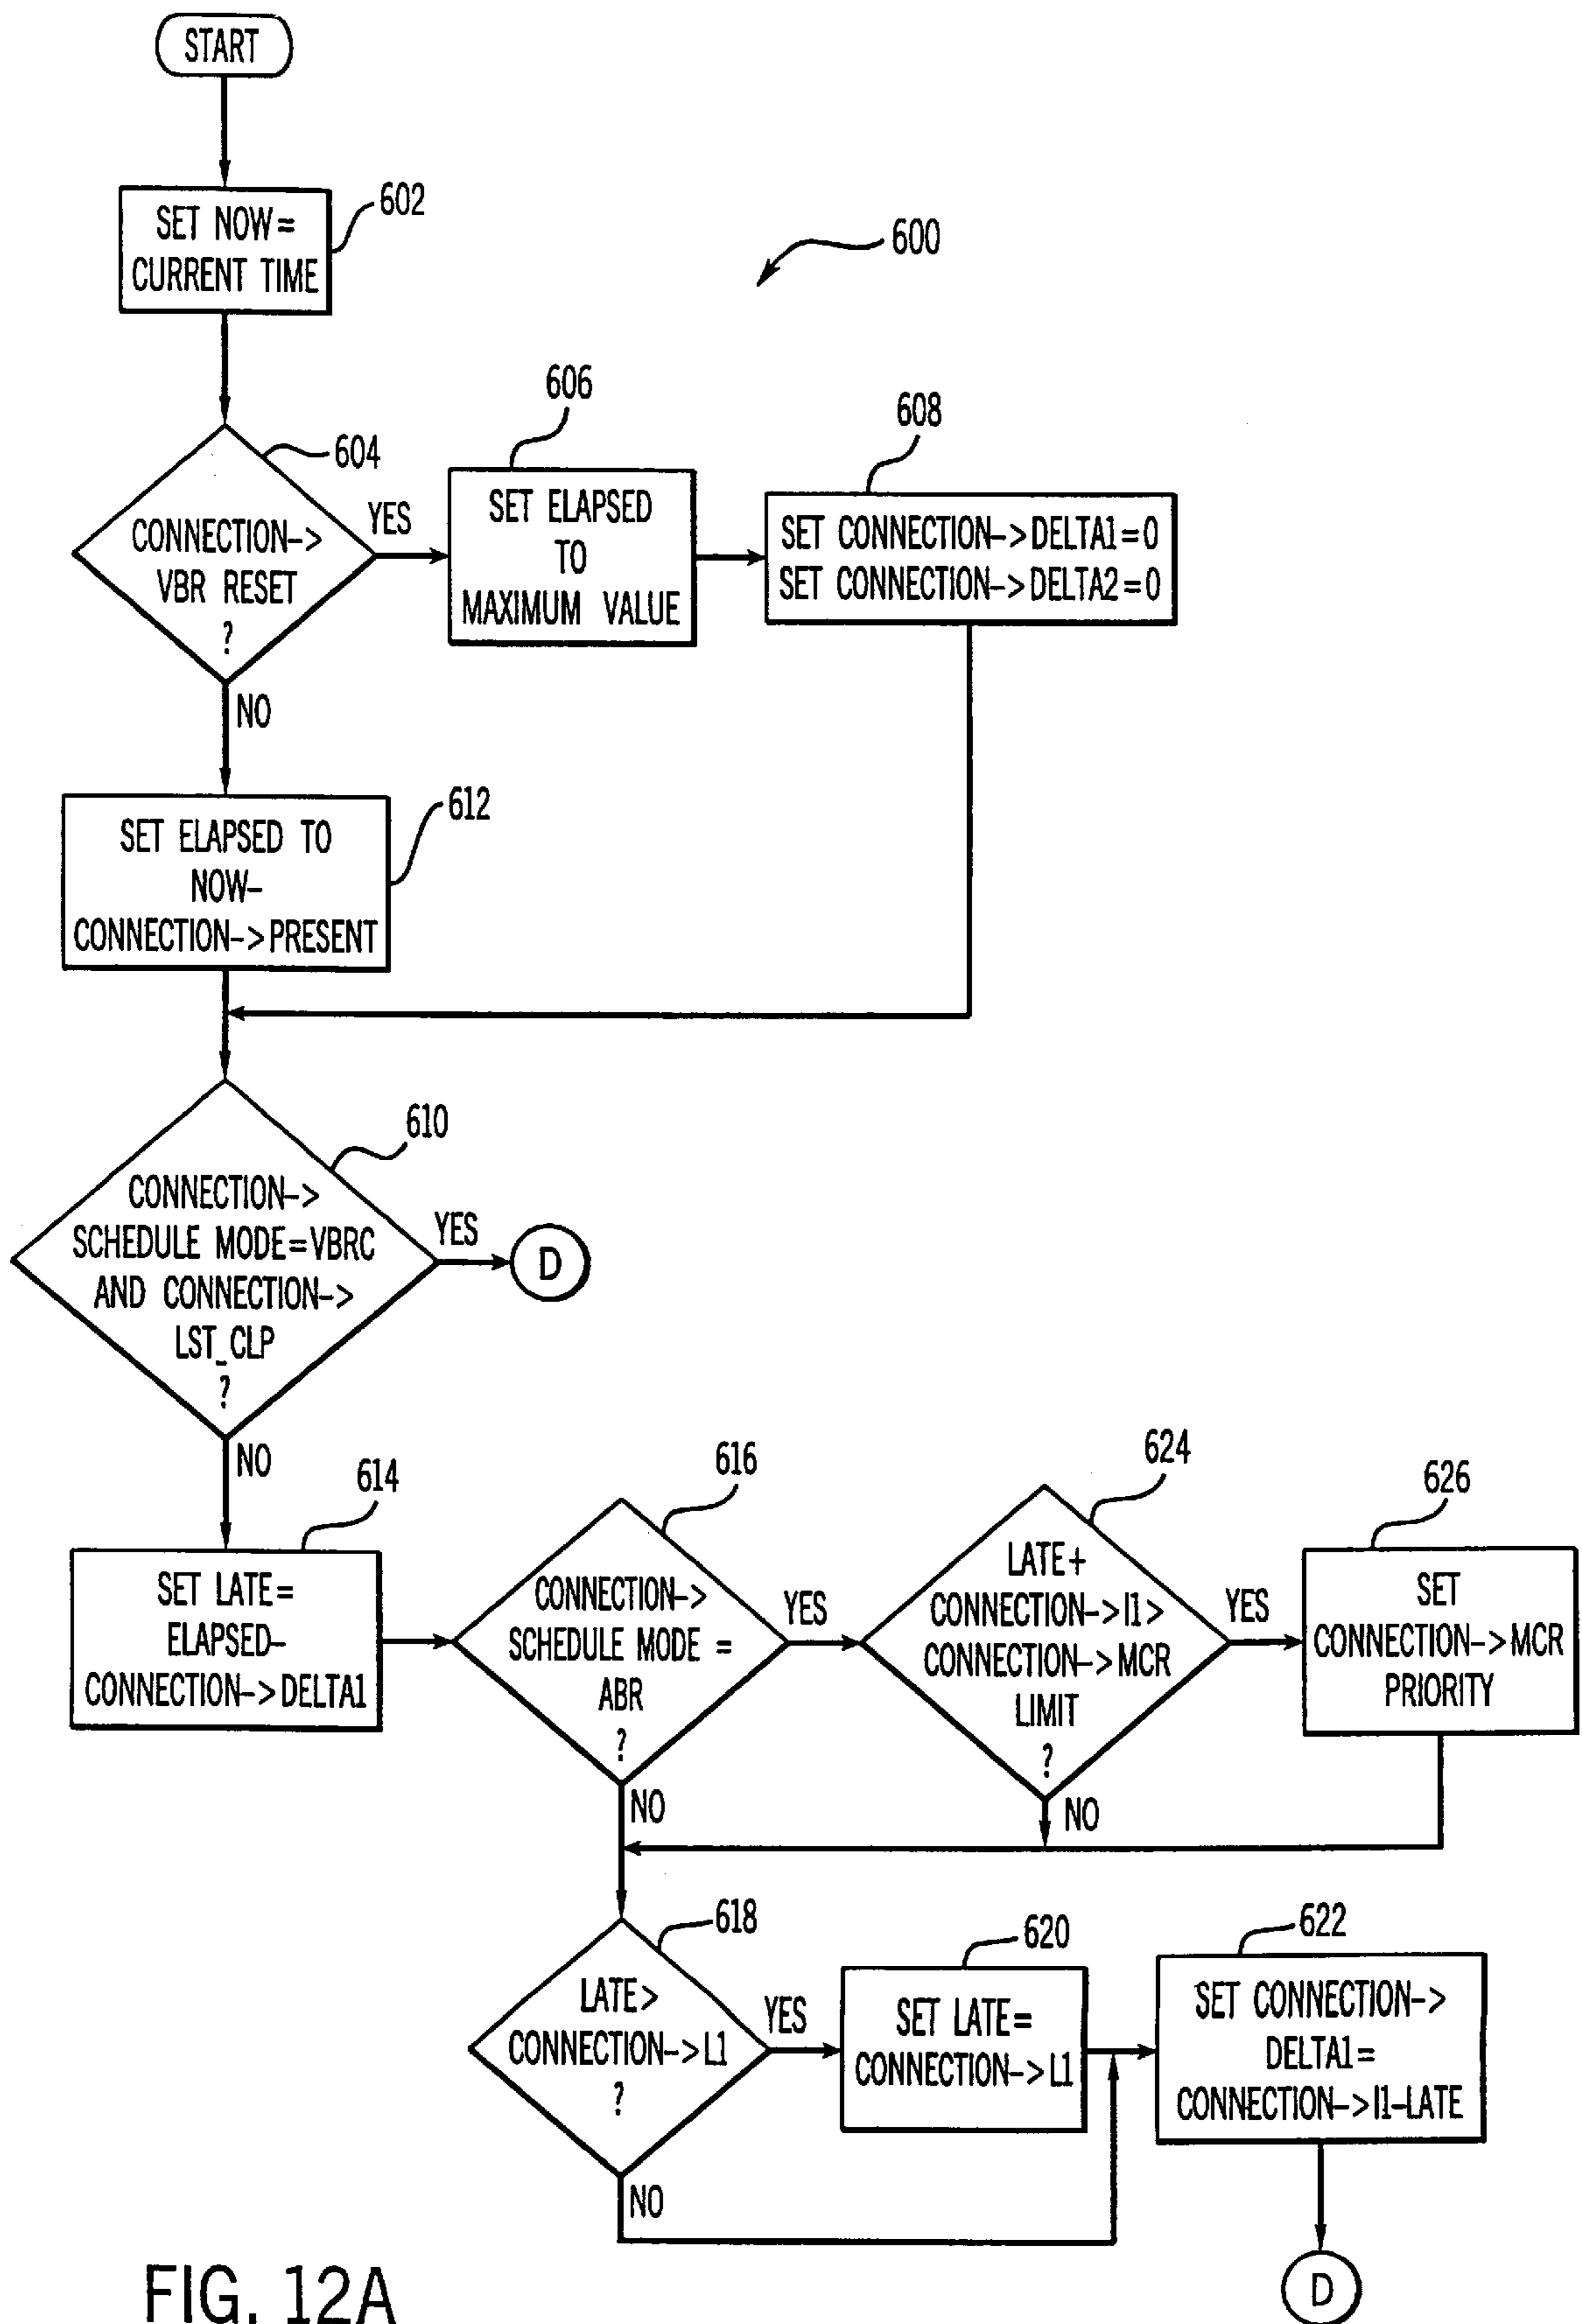 START
SET NOW=
CURRENT TIME
602
600
604
CONNECTION->
VBR RESET
?
YES
NO
606
SET ELAPSED
TO
MAXIMUM VALUE
608
SET CONNECTION->DELTA1=0
SET CONNECTION->DELTA2=0
612
SET ELAPSED TO
NOW-
CONNECTION->PRESENT
610
CONNECTION->
SCHEDULE MODE=VBRC
AND CONNECTION->
LST_CLP
?
YES
D
NO
614
SET LATE=
ELAPSED-
CONNECTION->DELTA1
616
CONNECTION->
SCHEDULE MODE =
ABR
?
YES
NO
624
LATE+
CONNECTION->I1>
CONNECTION->MCR
LIMIT
?
YES
NO
626
SET
CONNECTION->MCR
PRIORITY
618
LATE>
CONNECTION->L1
?
YES
NO
620
SET LATE=
CONNECTION->L1
622
SET CONNECTION->
DELTA1=
CONNECTION->I1-LATE
D
FIG. 12A